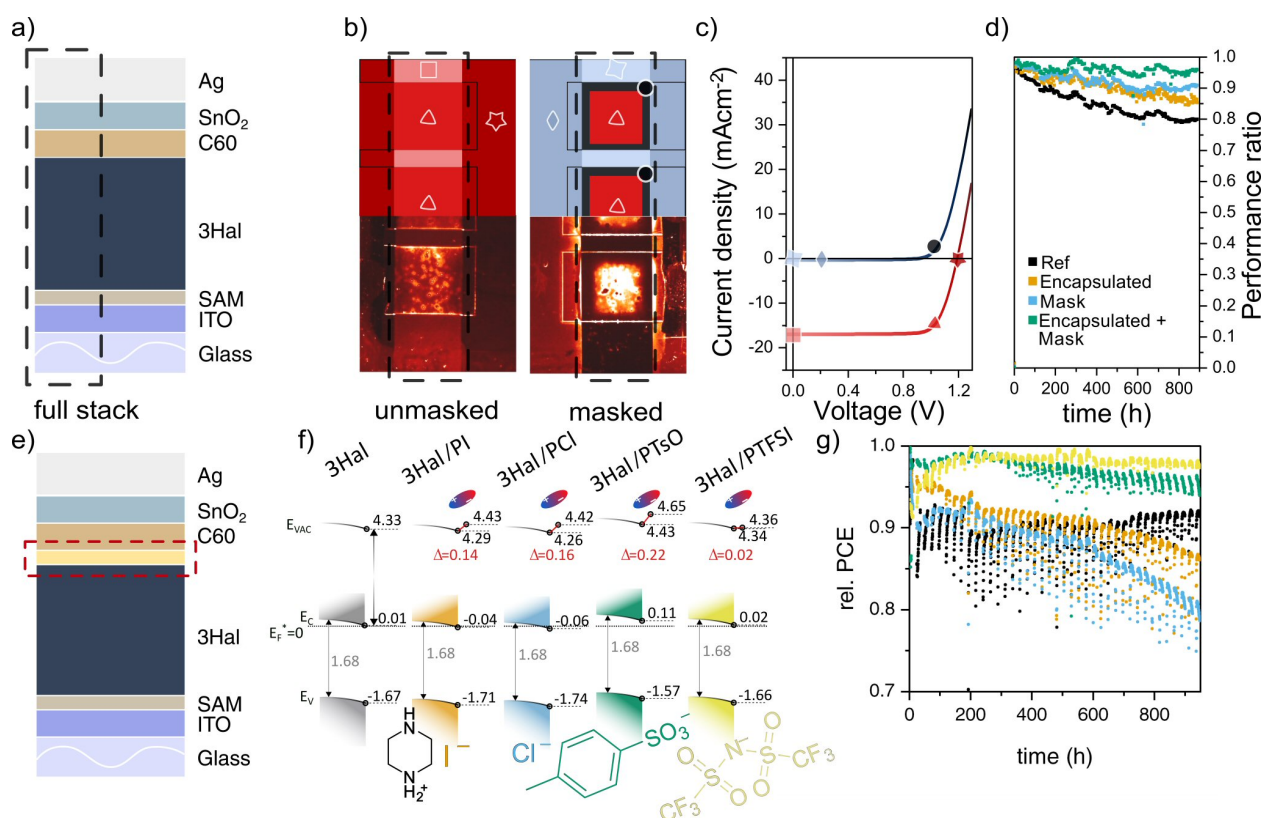 a)
Ag
SnO₂
C60
3Hal
SAM
ITO
Glass
full stack
b)
unmasked
masked
c)
Current density (mAcm⁻²)
40
30
20
10
0
-10
-20
0.0 0.4 0.8 1.2
Voltage (V)
d)
1.0
0.9
0.8
0.7
0.6
0.5
0.4
0.3
0.2
0.1
0.0
Performance ratio
Ref
Encapsulated
Mask
Encapsulated +
Mask
0 200 400 600 800
time (h)
e)
Ag
SnO₂
C60
3Hal
SAM
ITO
Glass
f)
3Hal 3Hal/PI 3Hal/PCl 3Hal/PTsO 3Hal/PTFSI
E_VAC 4.33 4.43 4.42 4.65 4.36
4.29 4.26 4.43 4.34
Δ=0.14 Δ=0.16 Δ=0.22 Δ=0.02
E_C -0.01 -0.04 -0.06 0.11 0.02
E_F*=0
1.68 1.68 1.68 1.68 1.68
E_V -1.67 -1.71 -1.74 -1.57 -1.66
H
N
N
H₂⁺
I⁻
Cl⁻
SO₃⁻
O O
N⁻ S CF₃
O S O
O
CF₃
g)
rel. PCE
1.0
0.9
0.8
0.7
0 200 400 600 800
time (h)